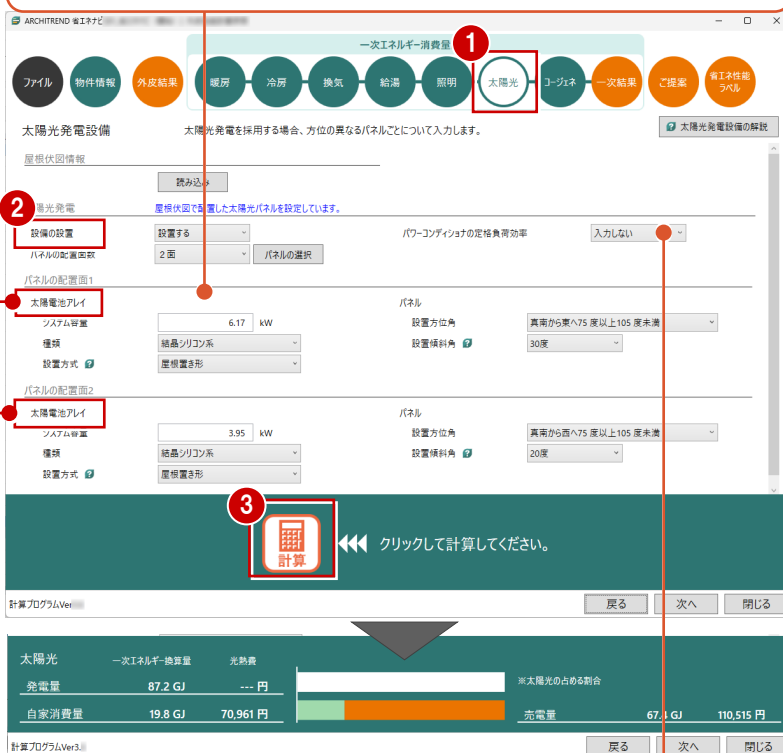 ARCHITREND 省エネナビ
一次エネルギー消費量
1
ファイル 物件情報 外皮結果 暖房 冷房 換気 給湯 照明 太陽光 コージェネ 一次結果 ご提案 省エネ性能ラベル
太陽光発電設備 太陽光発電を採用する場合、方位の異なるパネルごとについて入力します。 太陽光発電設備の解説
屋根伏図情報
読み込み
2
陽光発電 屋根伏図で配置した太陽光パネルを設定しています。
設備の設置 設置する パワーコンディショナの定格負荷効率 入力しない
パネルの配置面数 2 面 パネルの選択
パネルの配置面1
太陽電池アレイ パネル
システム容量 6.17 kW 設置方位角 真南から東へ75 度以上105 度未満
種類 結晶シリコン系 設置傾斜角 30度
設置方式 屋根置き形
パネルの配置面2
太陽電池アレイ パネル
システム容量 3.95 kW 設置方位角 真南から西へ75 度以上105 度未満
種類 結晶シリコン系 設置傾斜角 20度
設置方式 屋根置き形
3
計算 クリックして計算してください。
計算プログラムVer 戻る 次へ 閉じる
太陽光 一次エネルギー換算量 光熱費
発電量 87.2 GJ --- 円 ※太陽光の占める割合
自家消費量 19.8 GJ 70,961 円 売電量 67.4 GJ 110,515 円
計算プログラムVer3. 戻る 次へ 閉じる